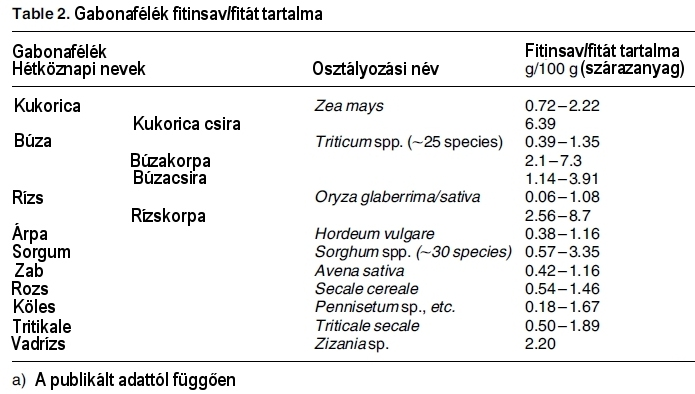 Table 2. Gabonafélék fitinsav/fitát tartalma
Gabonafélék Fitinsav/fitát tartalma
Hétköznapi nevek Osztályozási név g/100 g (szárazanyag)
Kukorica Zea mays 0.72–2.22
Kukorica csira 6.39
Búza Triticum spp. (~25 species) 0.39–1.35
Búzakorpa 2.1–7.3
Búzacsira 1.14–3.91
Rízs Oryza glaberrima/sativa 0.06–1.08
Rízskorpa 2.56–8.7
Árpa Hordeum vulgare 0.38–1.16
Sorgum Sorghum spp. (~30 species) 0.57–3.35
Zab Avena sativa 0.42–1.16
Rozs Secale cereale 0.54–1.46
Köles Pennisetum sp., etc. 0.18–1.67
Tritikale Triticale secale 0.50–1.89
Vadrízs Zizania sp. 2.20
a) A publikált adattól függően